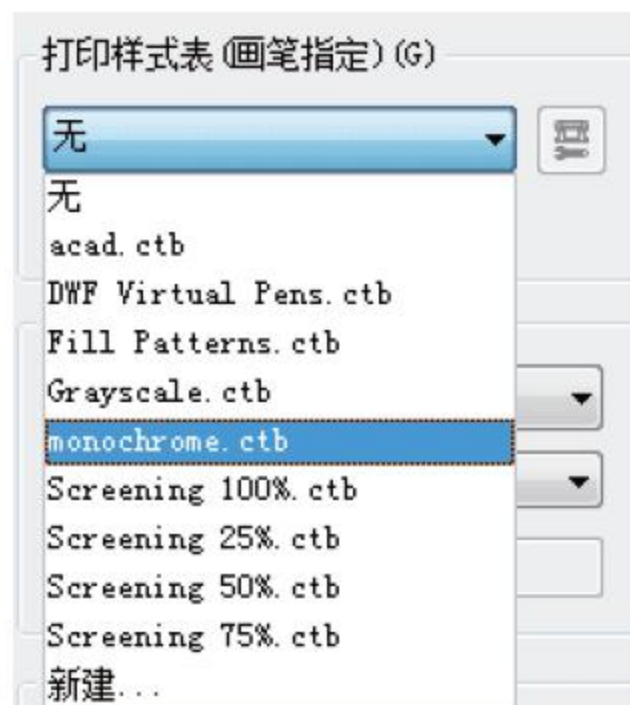 打印样式表(画笔指定)(G)
无
无
acad.ctb
DWF Virtual Pens.ctb
Fill Patterns.ctb
Grayscale.ctb
monochrome.ctb
Screening 100%.ctb
Screening 25%.ctb
Screening 50%.ctb
Screening 75%.ctb
新建...